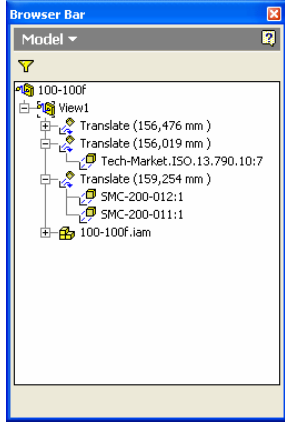 Browser Bar
Model
100-100f
View1
Translate (156,476 mm )
Translate (156,019 mm )
Tech-Market.ISO.13.790.10:7
Translate (159,254 mm )
SMC-200-012:1
SMC-200-011:1
100-100f.iam